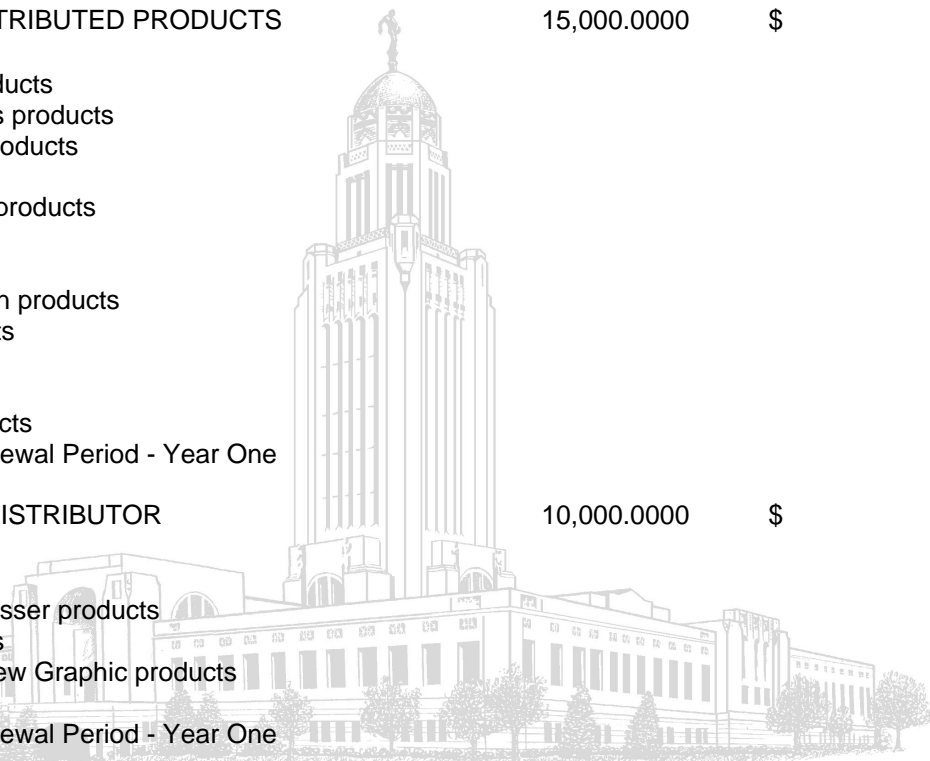 TRIBUTED PRODUCTS 15,000.0000 $
ducts
s products
oducts
products
n products
ts
cts
ewal Period - Year One
ISTRIBUTOR 10,000.0000 $
sser products
s
ew Graphic products
ewal Period - Year One